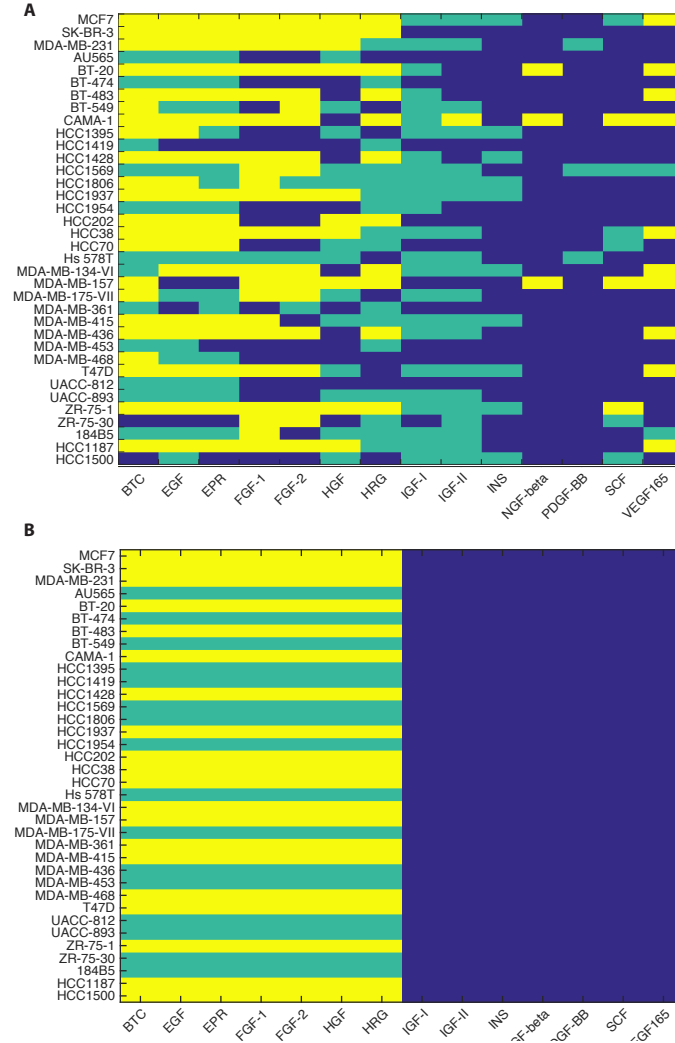 A
MCF7
SK-BR-3
MDA-MB-231
AU565
BT-20
BT-474
BT-483
BT-549
CAMA-1
HCC1395
HCC1419
HCC1428
HCC1569
HCC1806
HCC1937
HCC1954
HCC202
HCC38
HCC70
Hs 578T
MDA-MB-134-VI
MDA-MB-157
MDA-MB-175-VII
MDA-MB-361
MDA-MB-415
MDA-MB-436
MDA-MB-453
MDA-MB-468
T47D
UACC-812
UACC-893
ZR-75-1
ZR-75-30
184B5
HCC1187
HCC1500
BTC EGF EPR FGF-1 FGF-2 HGF HRG IGF-I IGF-II INS NGF-beta PDGF-BB SCF VEGF165
B
MCF7
SK-BR-3
MDA-MB-231
AU565
BT-20
BT-474
BT-483
BT-549
CAMA-1
HCC1395
HCC1419
HCC1428
HCC1569
HCC1806
HCC1937
HCC1954
HCC202
HCC38
HCC70
Hs 578T
MDA-MB-134-VI
MDA-MB-157
MDA-MB-175-VII
MDA-MB-361
MDA-MB-415
MDA-MB-436
MDA-MB-453
MDA-MB-468
T47D
UACC-812
UACC-893
ZR-75-1
ZR-75-30
184B5
HCC1187
HCC1500
BTC EGF EPR FGF-1 FGF-2 HGF HRG IGF-I IGF-II INS GF-beta DGF-BB SCF EGF165